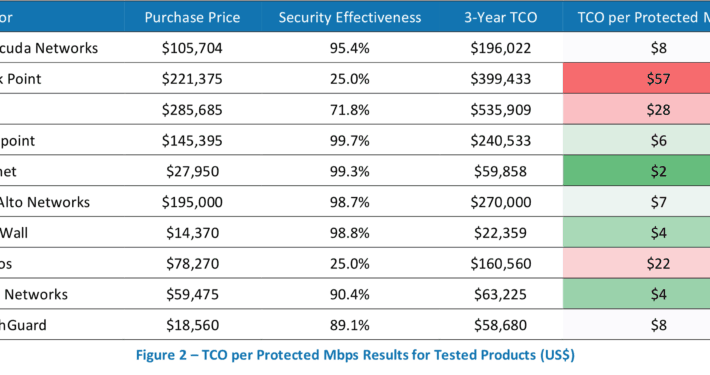 or Purchase Price Security Effectiveness 3-Year TCO TCO per Protected M
cuda Networks $105,704 95.4% $196,022 $8
k Point $221,375 25.0% $399,433 $57
$285,685 71.8% $535,909 $28
point $145,395 99.7% $240,533 $6
net $27,950 99.3% $59,858 $2
Alto Networks $195,000 98.7% $270,000 $7
Wall $14,370 98.8% $22,359 $4
os $78,270 25.0% $160,560 $22
Networks $59,475 90.4% $63,225 $4
hGuard $18,560 89.1% $58,680 $8
Figure 2 – TCO per Protected Mbps Results for Tested Products (US$)